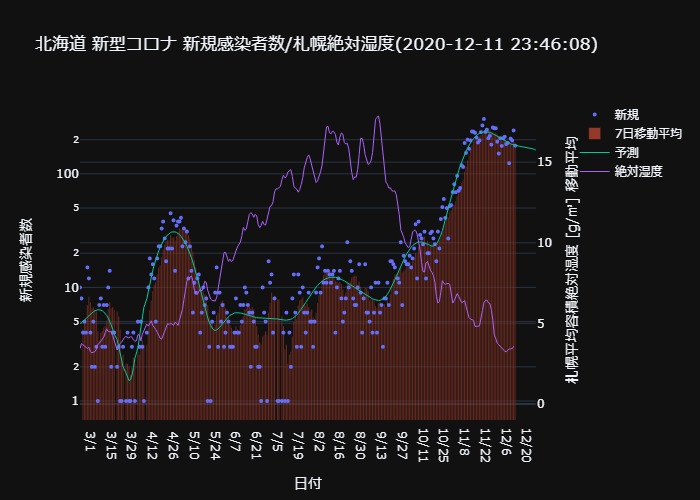 北海道 新型コロナ 新規感染者数/札幌絶対湿度(2020-12-11 23:46:08)
新規
7日移動平均
予測
絶対湿度
新規感染者数
2
100
5
2
10
5
2
1
15
10
5
0
札幌平均容積絶対湿度 [g/m³] 移動平均
3/1 3/15 3/29 4/12 4/26 5/10 5/24 6/7 6/21 7/5 7/19 8/2 8/16 8/30 9/13 9/27 10/11 10/25 11/8 11/22 12/6 12/20
日付